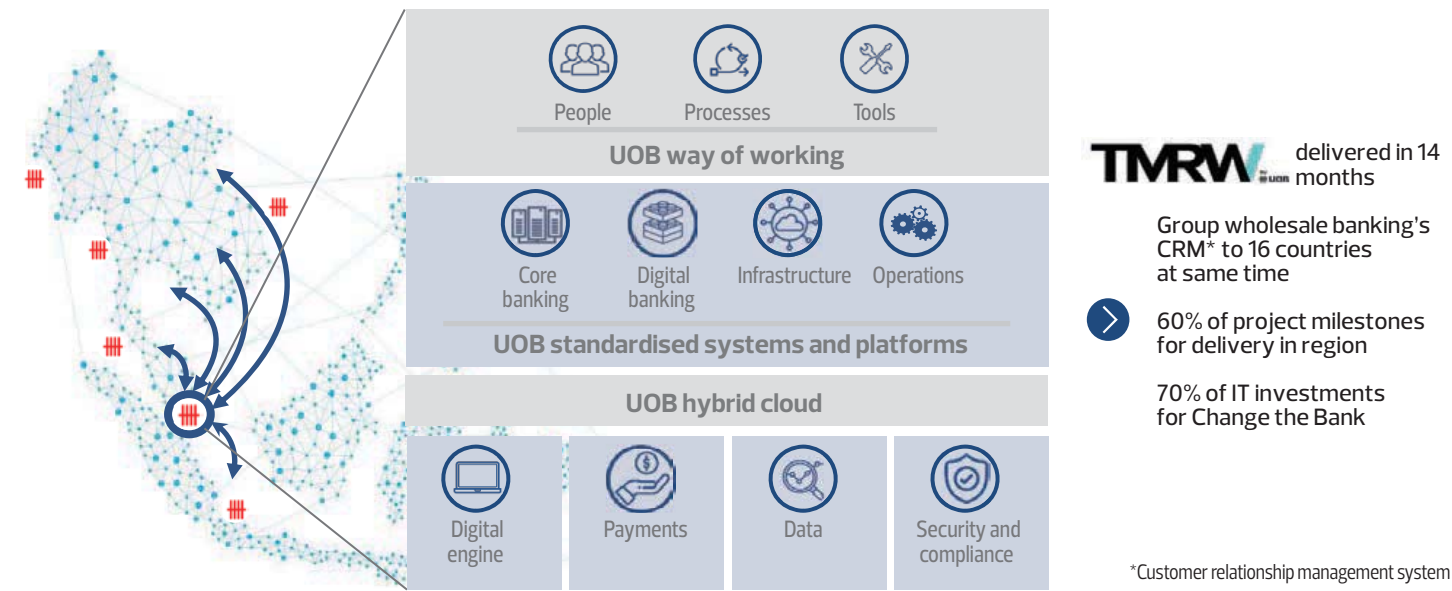 People
Processes
Tools
UOB way of working
Core
banking
Digital
banking
Infrastructure
Operations
UOB standardised systems and platforms
UOB hybrid cloud
Digital
engine
Payments
Data
Security and
compliance
TMRW
by
UOB
delivered in 14
months
Group wholesale banking’s
CRM* to 16 countries
at same time
60% of project milestones
for delivery in region
70% of IT investments
for Change the Bank
*Customer relationship management system